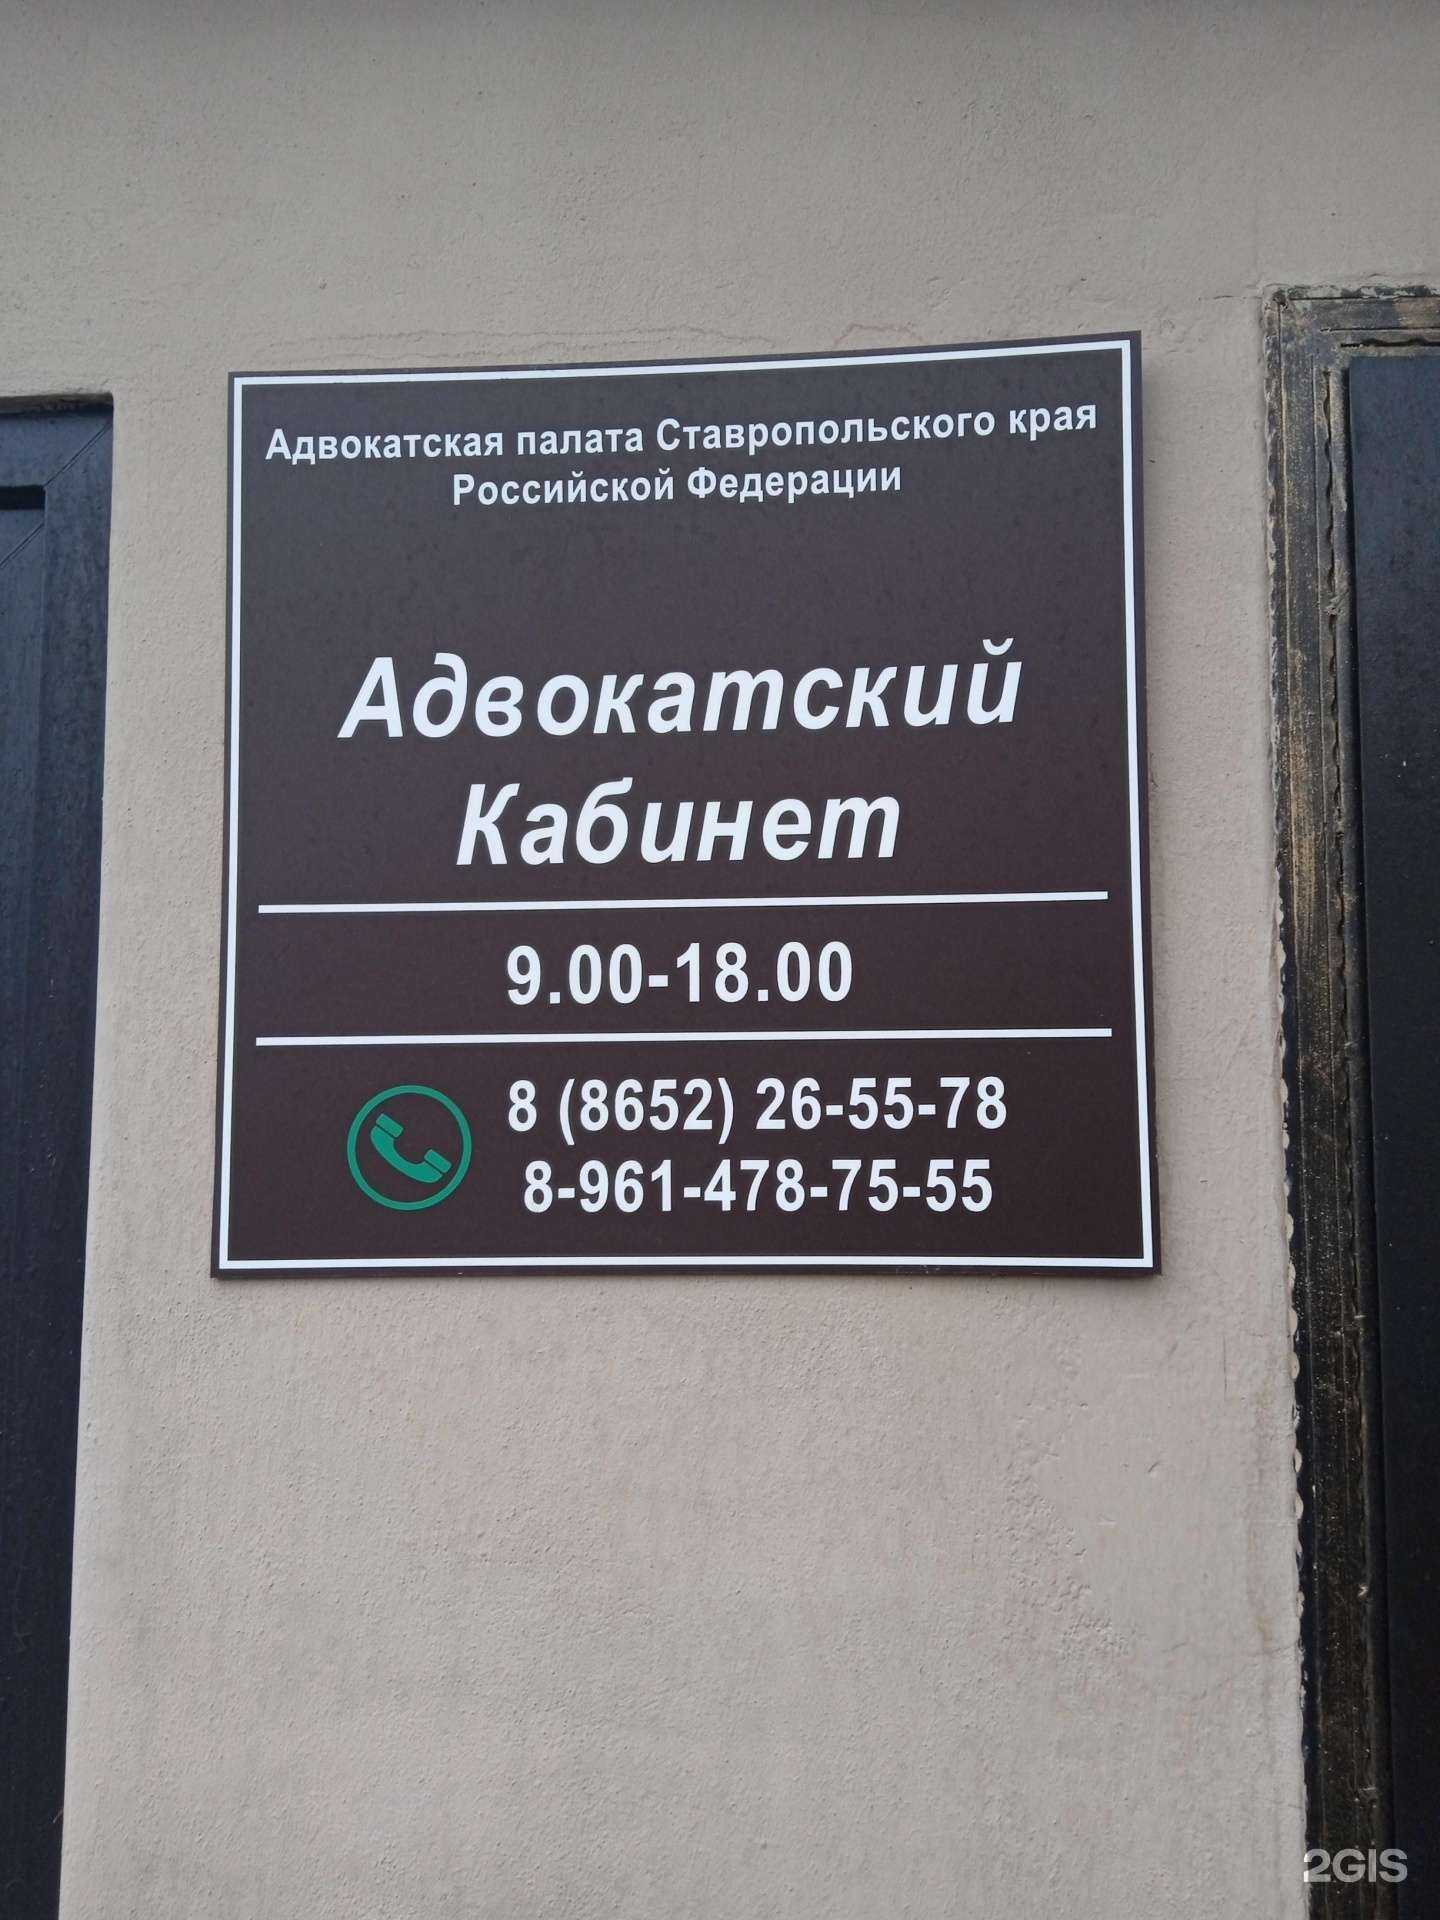 Адвокатская палата Ставропольского края
Российской Федерации
Адвокатский
Кабинет
9.00-18.00
8 (8652) 26-55-78
8-961-478-75-55
2GIS